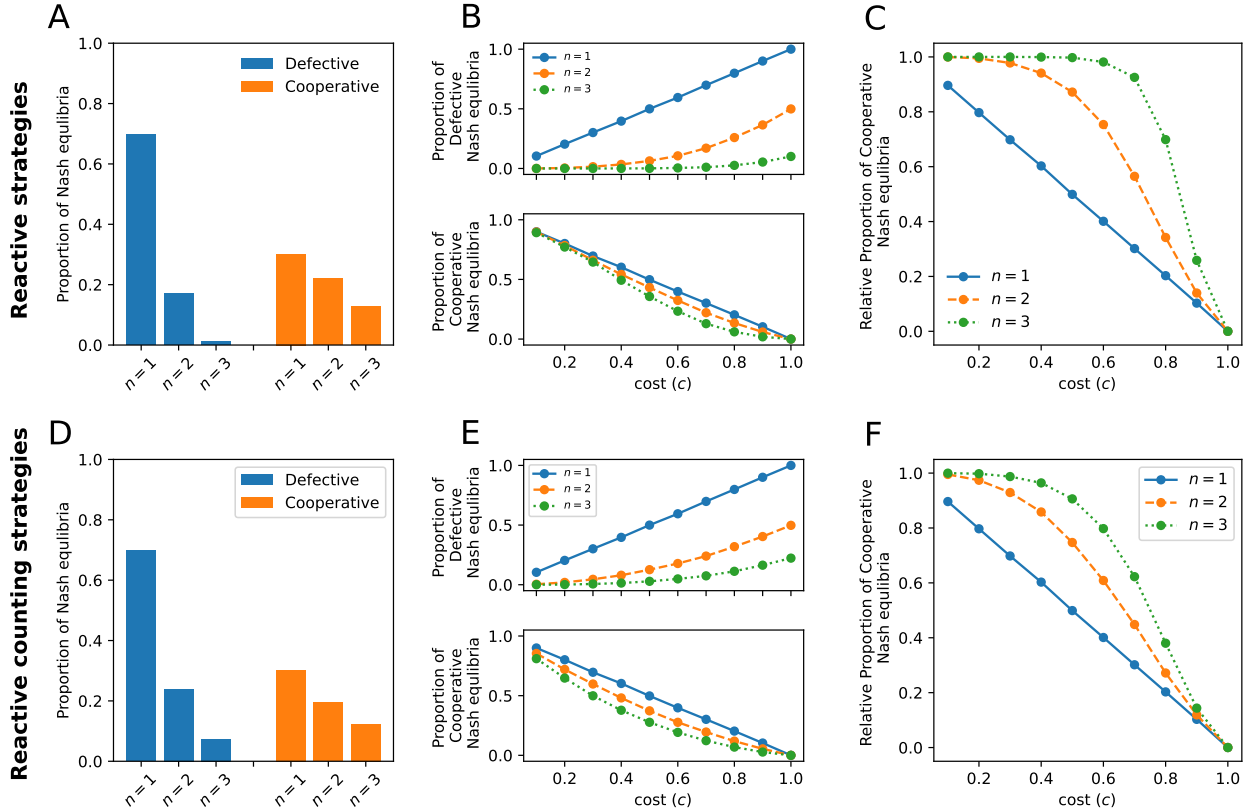 Reactive strategies
A
Proportion of Nash equlibria
1.0
0.8
0.6
0.4
0.2
0.0
Defective
Cooperative
n = 1
n = 2
n = 3
n = 1
n = 2
n = 3
B
Proportion of
Defective
Nash equlibria
1.0
0.5
0.0
n = 1
n = 2
n = 3
Proportion of
Cooperative
Nash equlibria
1.0
0.5
0.0
0.2
0.4
0.6
0.8
1.0
cost (c)
C
Relative Proportion of Cooperative
Nash equlibria
1.0
0.8
0.6
0.4
0.2
0.0
n = 1
n = 2
n = 3
0.2
0.4
0.6
0.8
1.0
cost (c)
Reactive counting strategies
D
Proportion of Nash equlibria
1.0
0.8
0.6
0.4
0.2
0.0
Defective
Cooperative
n = 1
n = 2
n = 3
n = 1
n = 2
n = 3
E
Proportion of
Defective
Nash equlibria
1.0
0.5
0.0
n = 1
n = 2
n = 3
Proportion of
Cooperative
Nash equlibria
1.0
0.5
0.0
0.2
0.4
0.6
0.8
1.0
cost (c)
F
Relative Proportion of Cooperative
Nash equlibria
1.0
0.8
0.6
0.4
0.2
0.0
n = 1
n = 2
n = 3
0.2
0.4
0.6
0.8
1.0
cost (c)